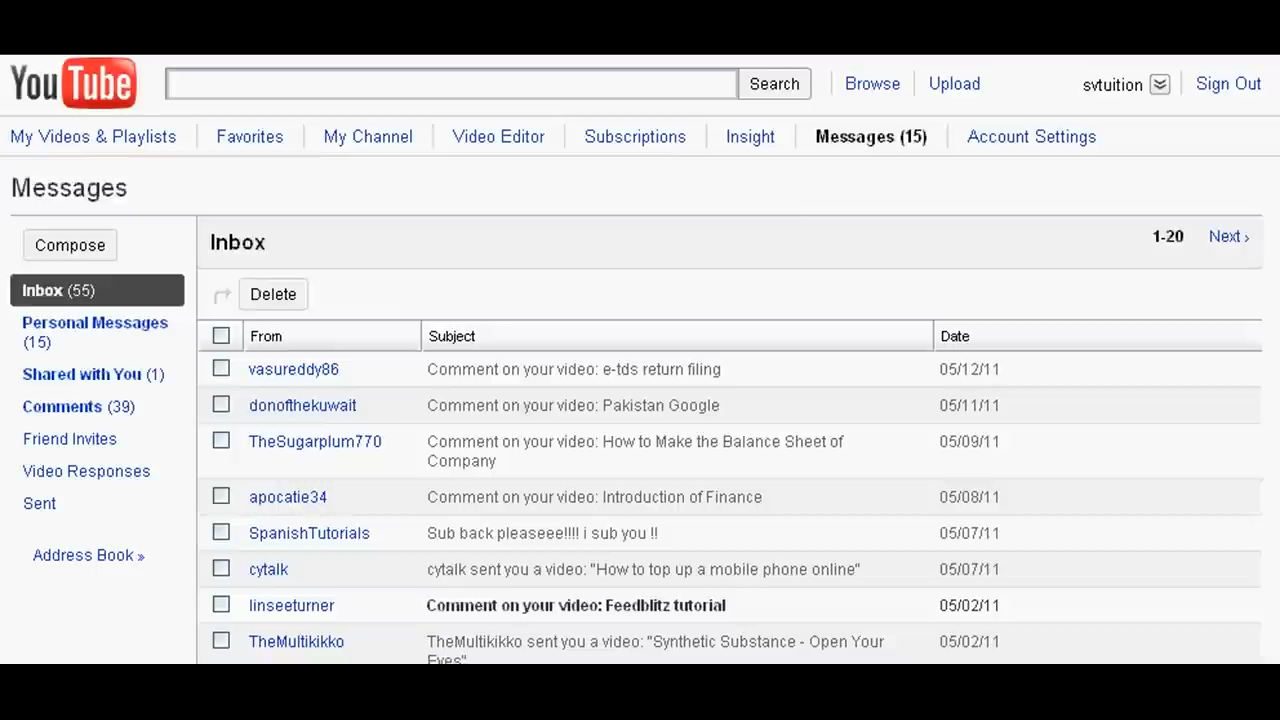 YouTube Search Browse Upload svtuition Sign Out
My Videos & Playlists Favorites My Channel Video Editor Subscriptions Insight Messages (15) Account Settings
Messages
Compose
Inbox (55)
Personal Messages
(15)
Shared with You (1)
Comments (39)
Friend Invites
Video Responses
Sent
Address Book »
Inbox 1-20 Next ›
Delete
From Subject Date
vasureddy86 Comment on your video: e-tds return filing 05/12/11
donofthekuwait Comment on your video: Pakistan Google 05/11/11
TheSugarplum770 Comment on your video: How to Make the Balance Sheet of 05/09/11
Company
apocatie34 Comment on your video: Introduction of Finance 05/08/11
SpanishTutorials Sub back pleaseee!!!! i sub you !! 05/07/11
cytalk cytalk sent you a video: "How to top up a mobile phone online" 05/07/11
linseeturner Comment on your video: Feedblitz tutorial 05/02/11
TheMultikikko TheMultikikko sent you a video: "Synthetic Substance - Open Your 05/02/11
Eyes"